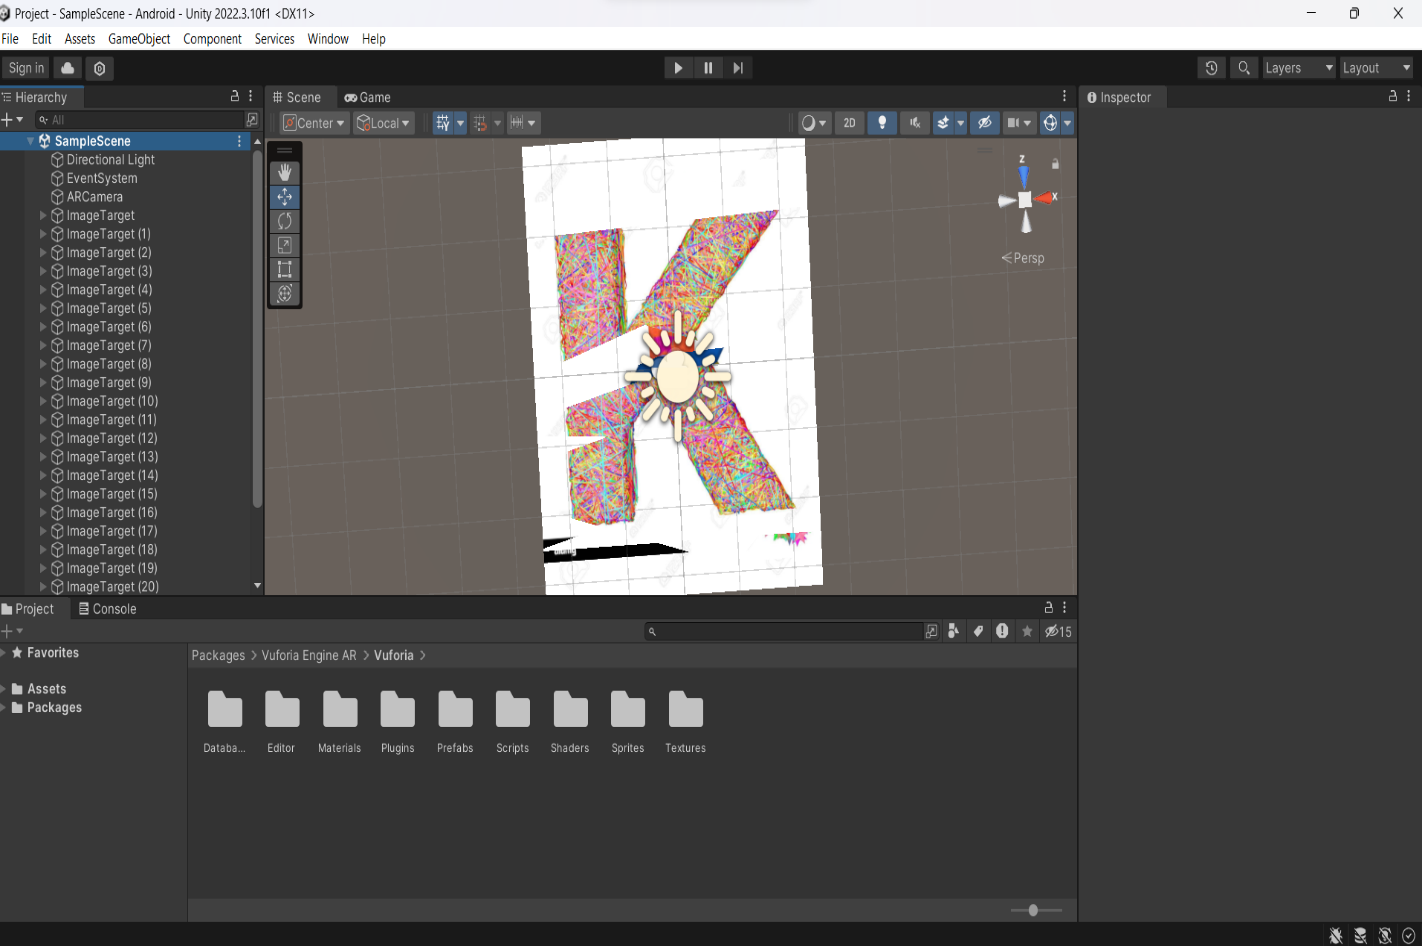 Project - SampleScene - Android - Unity 2022.3.10f1 <DX11>
File Edit Assets GameObject Component Services Window Help
Sign in
Layers
Layout
Hierarchy
All
SampleScene
Directional Light
EventSystem
ARCamera
ImageTarget
ImageTarget (1)
ImageTarget (2)
ImageTarget (3)
ImageTarget (4)
ImageTarget (5)
ImageTarget (6)
ImageTarget (7)
ImageTarget (8)
ImageTarget (9)
ImageTarget (10)
ImageTarget (11)
ImageTarget (12)
ImageTarget (13)
ImageTarget (14)
ImageTarget (15)
ImageTarget (16)
ImageTarget (17)
ImageTarget (18)
ImageTarget (19)
ImageTarget (20)
Scene Game
Center Local
2D
K
z
x
Persp
Inspector
Project Console
15
Favorites
Assets
Packages
Packages > Vuforia Engine AR > Vuforia >
Databa... Editor Materials Plugins Prefabs Scripts Shaders Sprites Textures